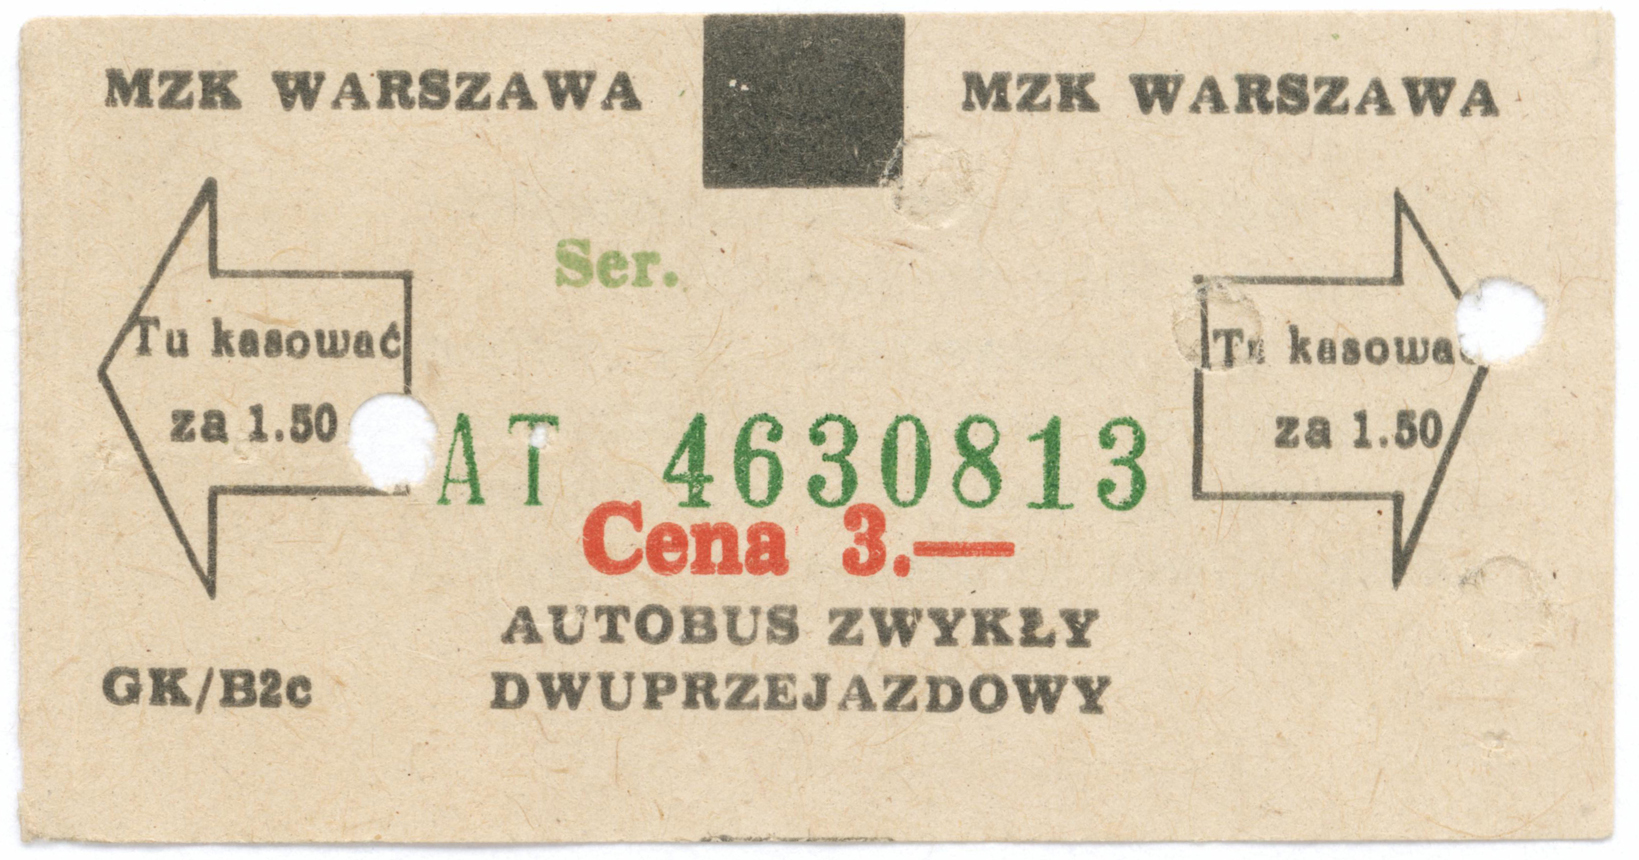 MZK WARSZAWA
MZK WARSZAWA
Ser.
Tu kasować
za 1.50
Tu kasować
za 1.50
AT 4630813
Cena 3.—
AUTOBUS ZWYKŁY
DWUPRZEJAZDOWY
GK/B2c